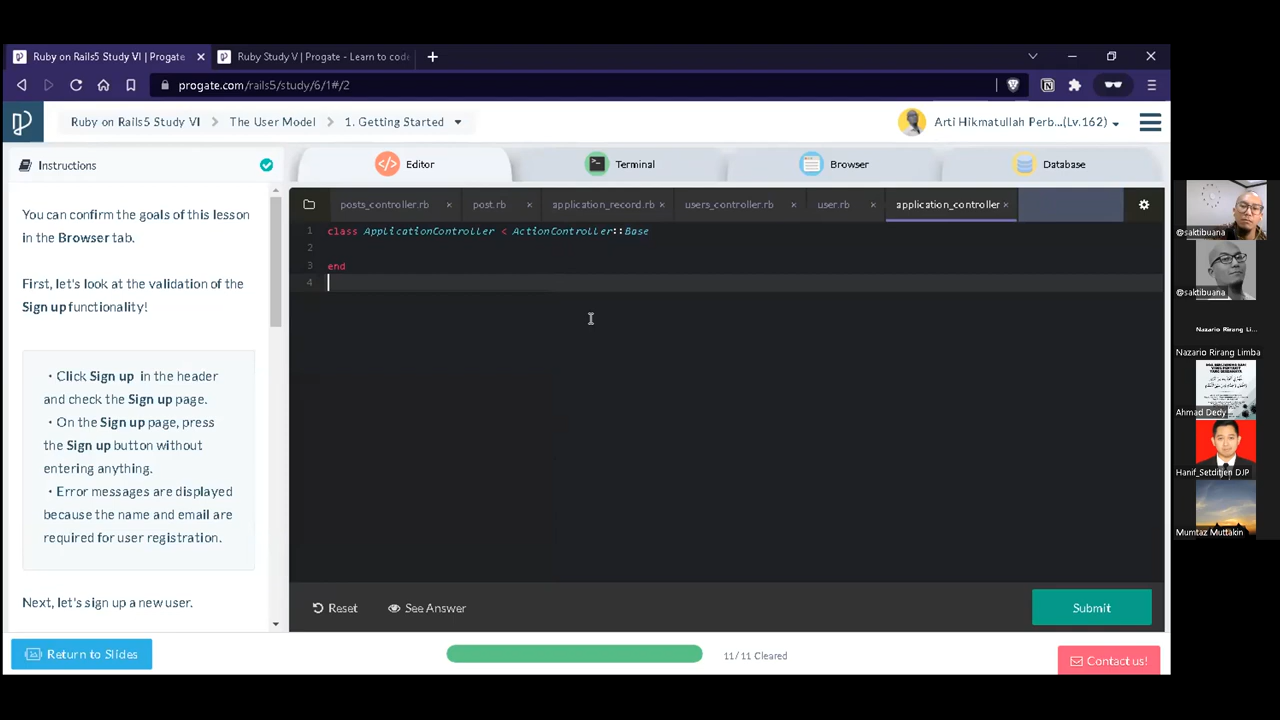 Ruby on Rails5 Study VI | Progate
Ruby Study V | Progate - Learn to code
progate.com/rails5/study/6/1#/2
Ruby on Rails5 Study VI
The User Model
1. Getting Started
Arti Hikmatullah Perb...(Lv.162)
Instructions
Editor
Terminal
Browser
Database
posts_controller.rb
post.rb
application_record.rb
users_controller.rb
user.rb
application_controller
You can confirm the goals of this lesson
in the Browser tab.
First, let's look at the validation of the
Sign up functionality!
・Click Sign up in the header
and check the Sign up page.
・On the Sign up page, press
the Sign up button without
entering anything.
・Error messages are displayed
because the name and email are
required for user registration.
Next, let's sign up a new user.
1 class ApplicationController < ActionController::Base
2
3 end
4
Reset
See Answer
Submit
Return to Slides
11/11 Cleared
Contact us!
@saktibuana
@saktibuana
Nazario Rirang Li...
Nazario Rirang Limba
Ahmad Dedy
Hanif_Setditjen DJP
Mumtaz Muttakin